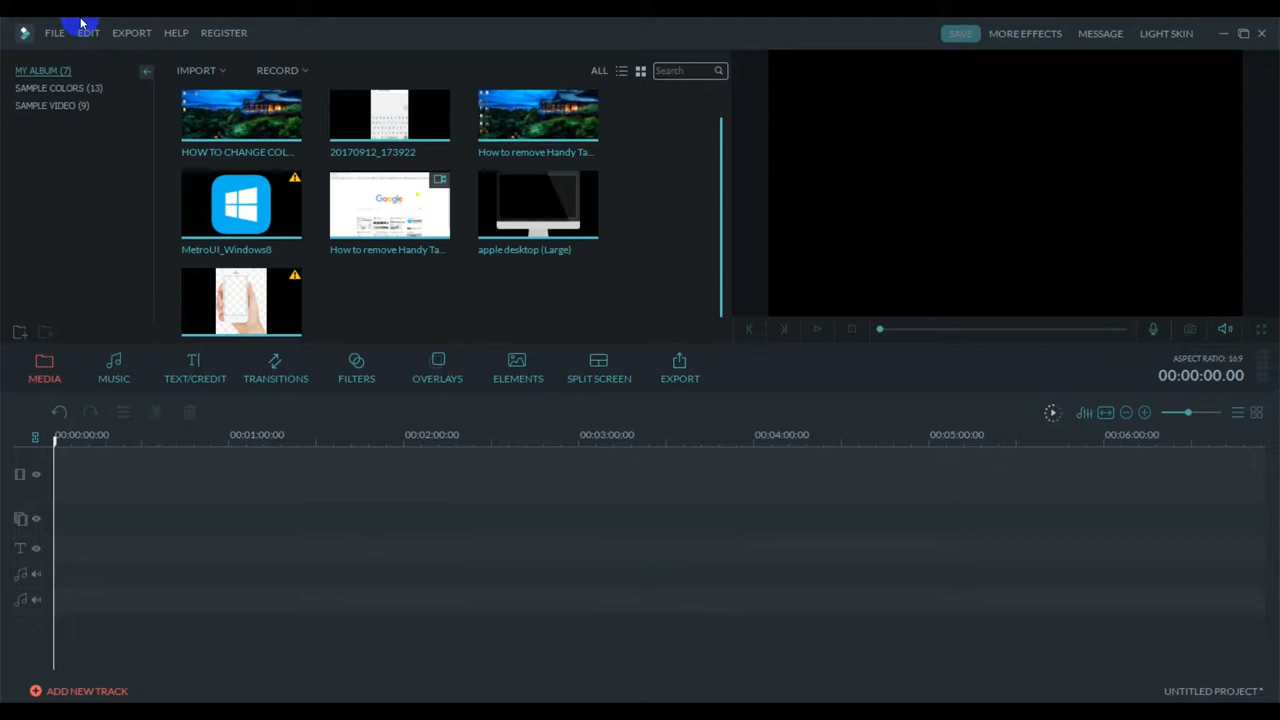 FILE EDIT EXPORT HELP REGISTER SAVE MORE EFFECTS MESSAGE LIGHT SKIN
MY ALBUM (7)
SAMPLE COLORS (13)
SAMPLE VIDEO (9)
IMPORT RECORD ALL Search
HOW TO CHANGE COL... 20170912_173922 How to remove Handy Ta...
Google
MetroUI_Windows8 How to remove Handy Ta... apple desktop (Large)
MEDIA MUSIC TEXT/CREDIT TRANSITIONS FILTERS OVERLAYS ELEMENTS SPLIT SCREEN EXPORT
ASPECT RATIO: 16:9
00:00:00.00
00:00:00:00 00:01:00:00 00:02:00:00 00:03:00:00 00:04:00:00 00:05:00:00 00:06:00:00
ADD NEW TRACK UNTITLED PROJECT *